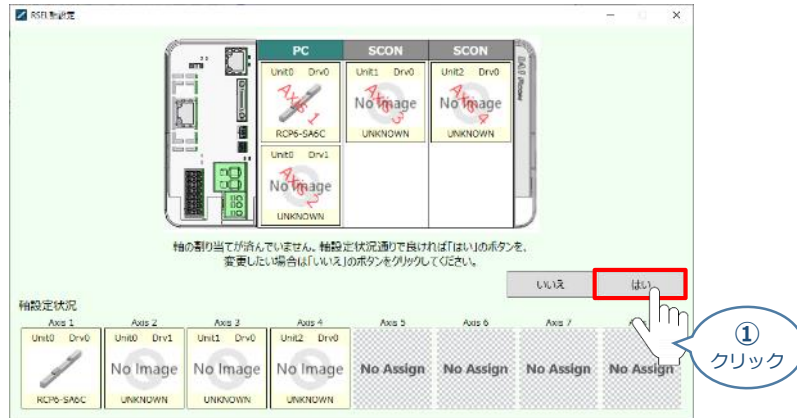 RSEL軸設定
PC SCON SCON
Unit0 Drv0 Unit1 Drv0 Unit2 Drv0
Axis 1 No Image Axis 3 No Image Axis 4
RCP6-SA6C UNKNOWN UNKNOWN
Unit0 Drv1
No Image Axis 2
UNKNOWN
軸の割り当てが済んでいません。軸設定状況通りで良ければ「はい」のボタンを、
変更したい場合は「いいえ」のボタンをクリックしてください。
いいえ はい
軸設定状況
Axis 1 Axis 2 Axis 3 Axis 4 Axis 5 Axis 6 Axis 7
Unit0 Drv0 Unit0 Drv1 Unit1 Drv0 Unit2 Drv0
No Image No Image No Image No Assign No Assign No Assign No Assign
RCP6-SA6C UNKNOWN UNKNOWN UNKNOWN
①
クリック